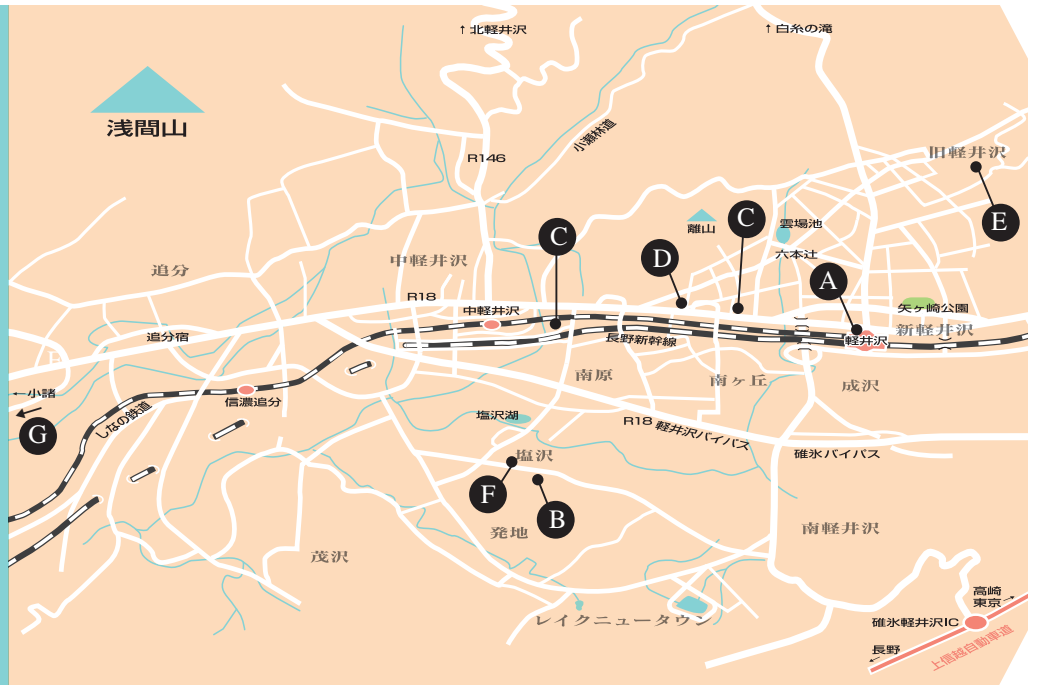 ↑北軽井沢
↑白糸の滝
浅間山
小瀬林道
R146
旧軽井沢
E
C
C
離山
雲場池
D
六本辻
A
追分
中軽井沢
R18
中軽井沢
矢ヶ崎公園
新軽井沢
追分宿
長野新幹線
軽井沢
南原
南ヶ丘
成沢
←小諸
信濃追分
しなの鉄道
塩沢湖
R18 軽井沢バイパス
碓氷バイパス
G
塩沢
F
B
発地
南軽井沢
茂沢
レイクニュータウン
高崎
東京
碓氷軽井沢IC
長野
上信越自動車道